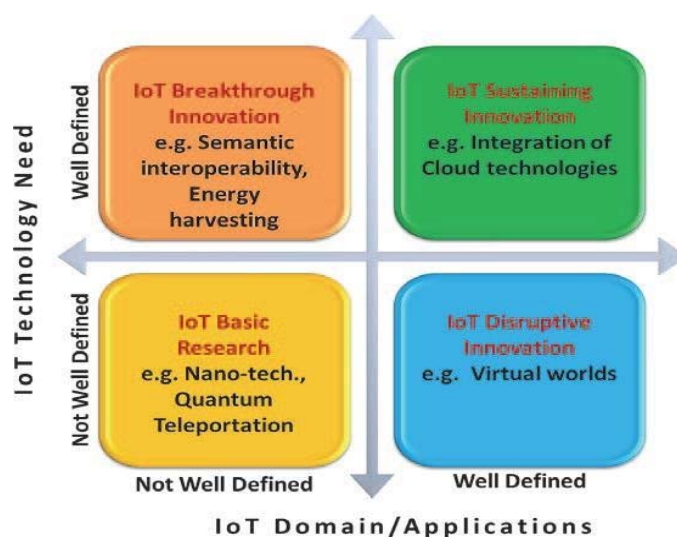 IoT Technology Need
Well Defined
IoT Breakthrough
Innovation
e.g. Semantic
interoperability,
Energy
harvesting
IoT Sustaining
Innovation
e.g. Integration of
Cloud technologies
Not Well Defined
IoT Basic
Research
e.g. Nano-tech.,
Quantum
Teleportation
IoT Disruptive
Innovation
e.g. Virtual worlds
Not Well Defined
Well Defined
IoT Domain/Applications